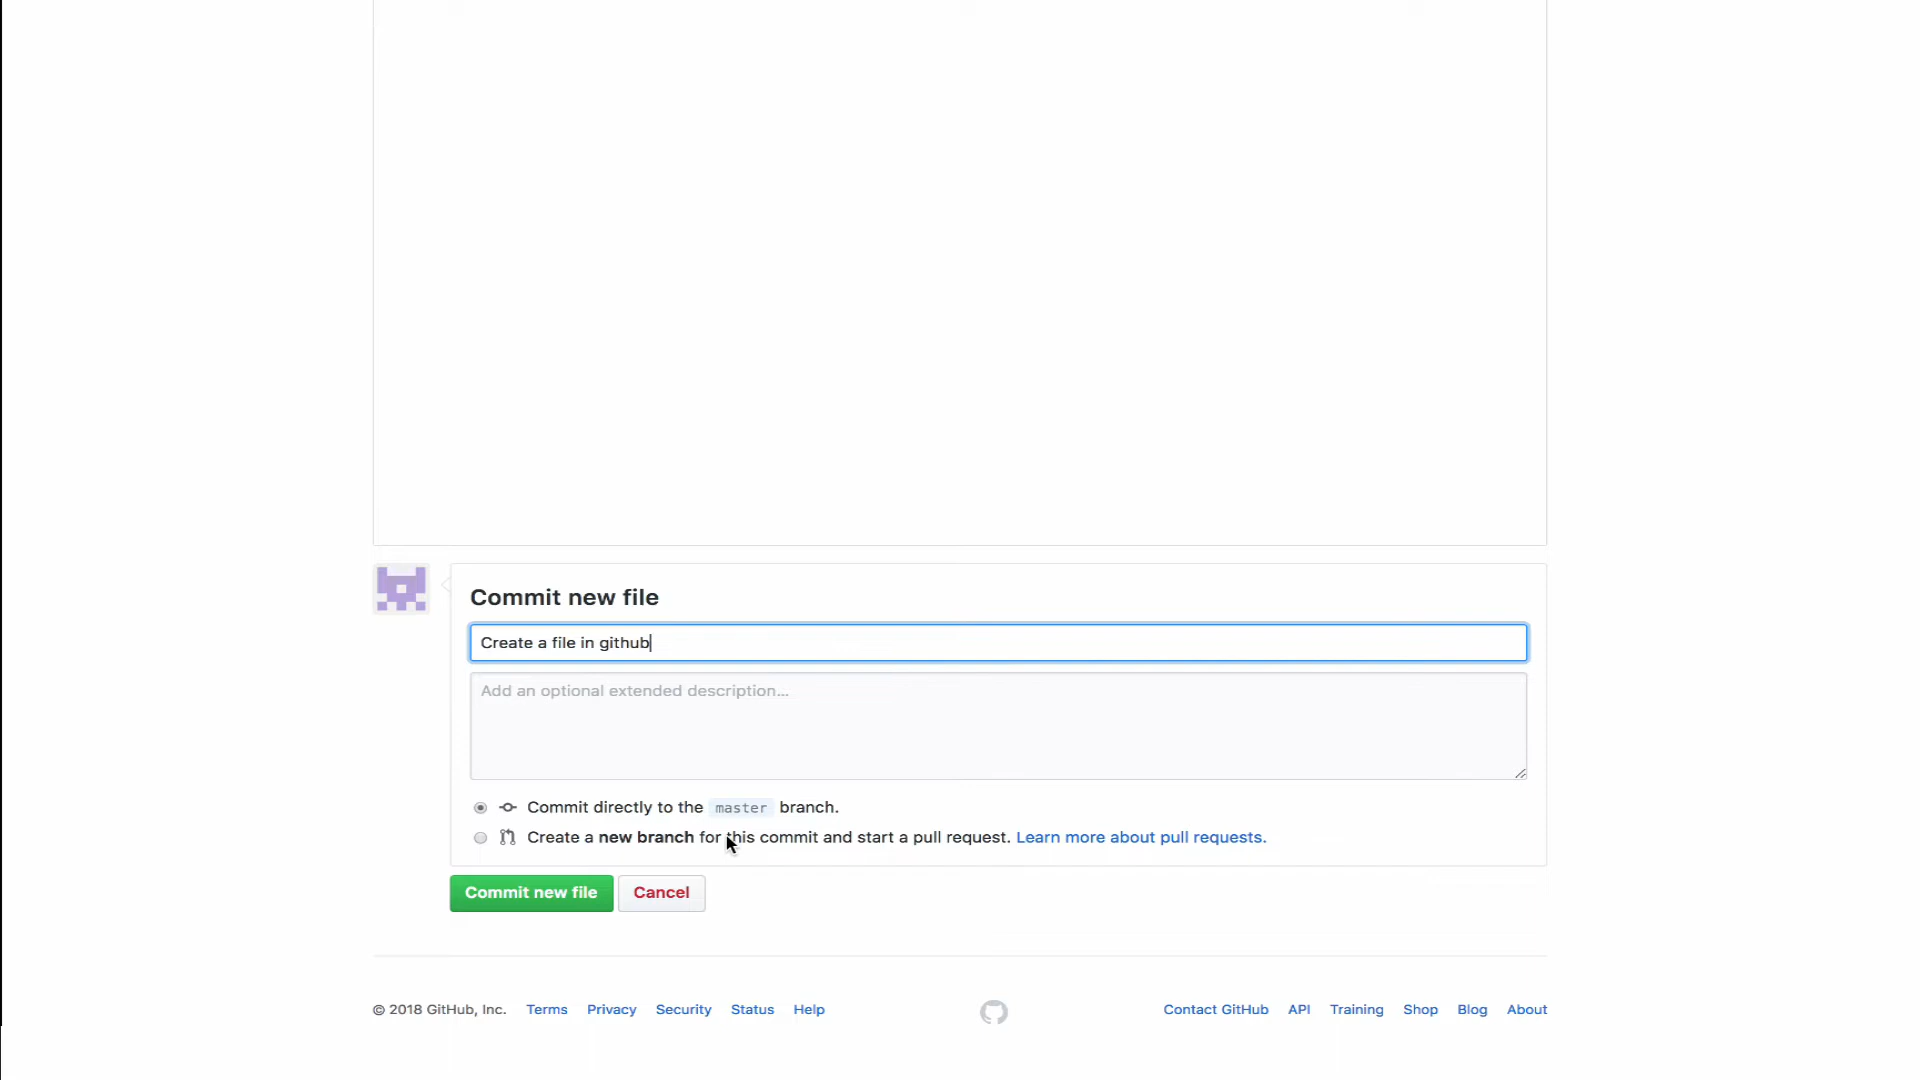 Commit new file
Create a file in github
Add an optional extended description...
Commit directly to the master branch.
Create a new branch for this commit and start a pull request. Learn more about pull requests.
Commit new file Cancel
© 2018 GitHub, Inc. Terms Privacy Security Status Help Contact GitHub API Training Shop Blog About